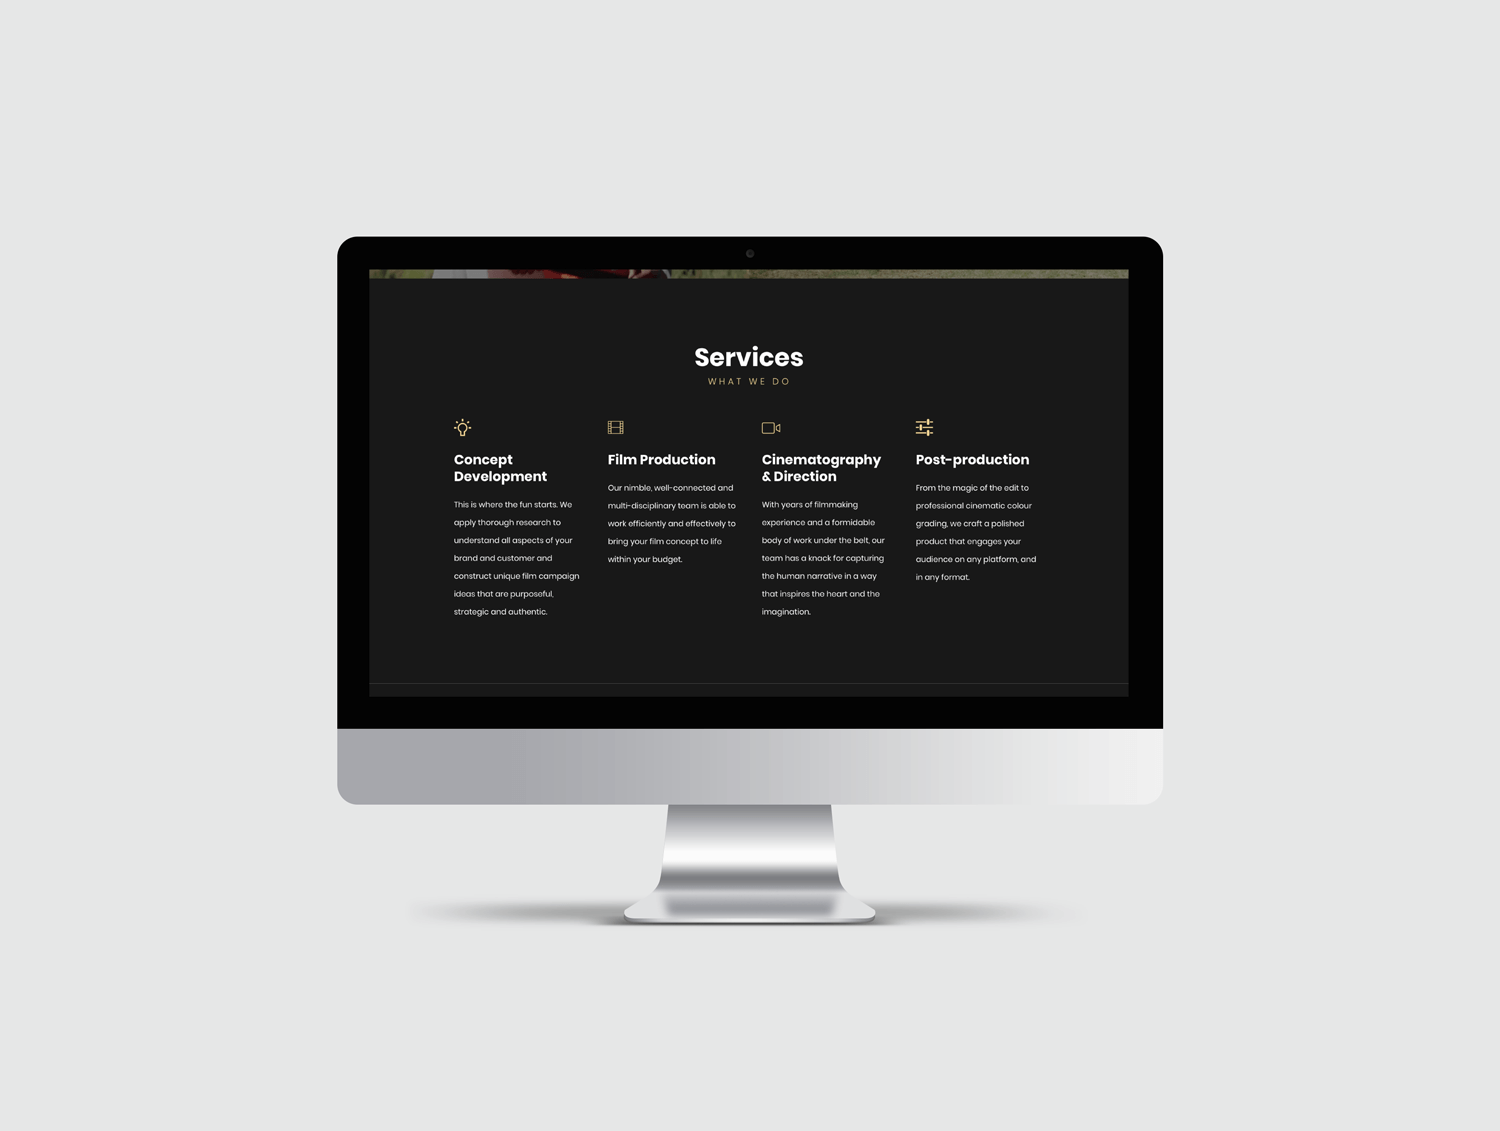 Services
WHAT WE DO
Concept
Development
This is where the fun starts. We
apply thorough research to
understand all aspects of your
brand and customer and
construct unique film campaign
ideas that are purposeful,
strategic and authentic.
Film Production
Our nimble, well-connected and
multi-disciplinary team is able to
work efficiently and effectively to
bring your film concept to life
within your budget.
Cinematography
& Direction
With years of filmmaking
experience and a formidable
body of work under the belt, our
team has a knack for capturing
the human narrative in a way
that inspires the heart and the
imagination.
Post-production
From the magic of the edit to
professional cinematic colour
grading, we craft a polished
product that engages your
audience on any platform, and
in any format.